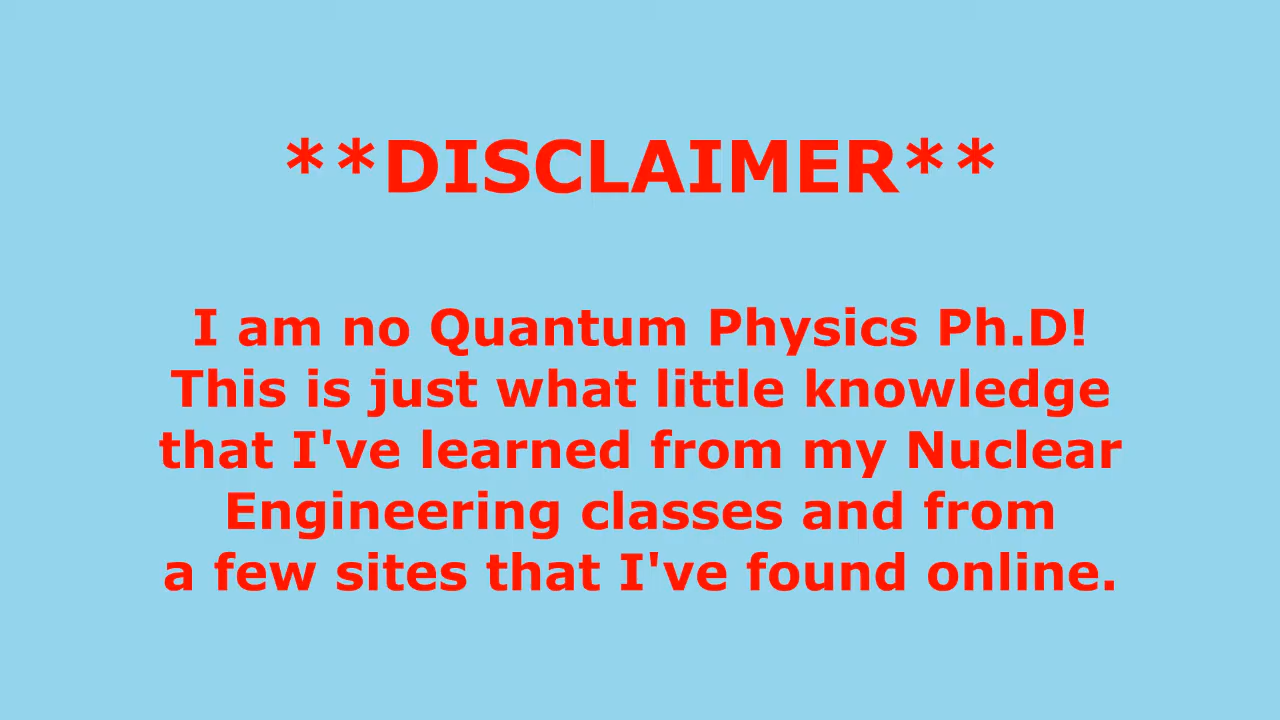 **DISCLAIMER**
I am no Quantum Physics Ph.D!
This is just what little knowledge
that I've learned from my Nuclear
Engineering classes and from
a few sites that I've found online.